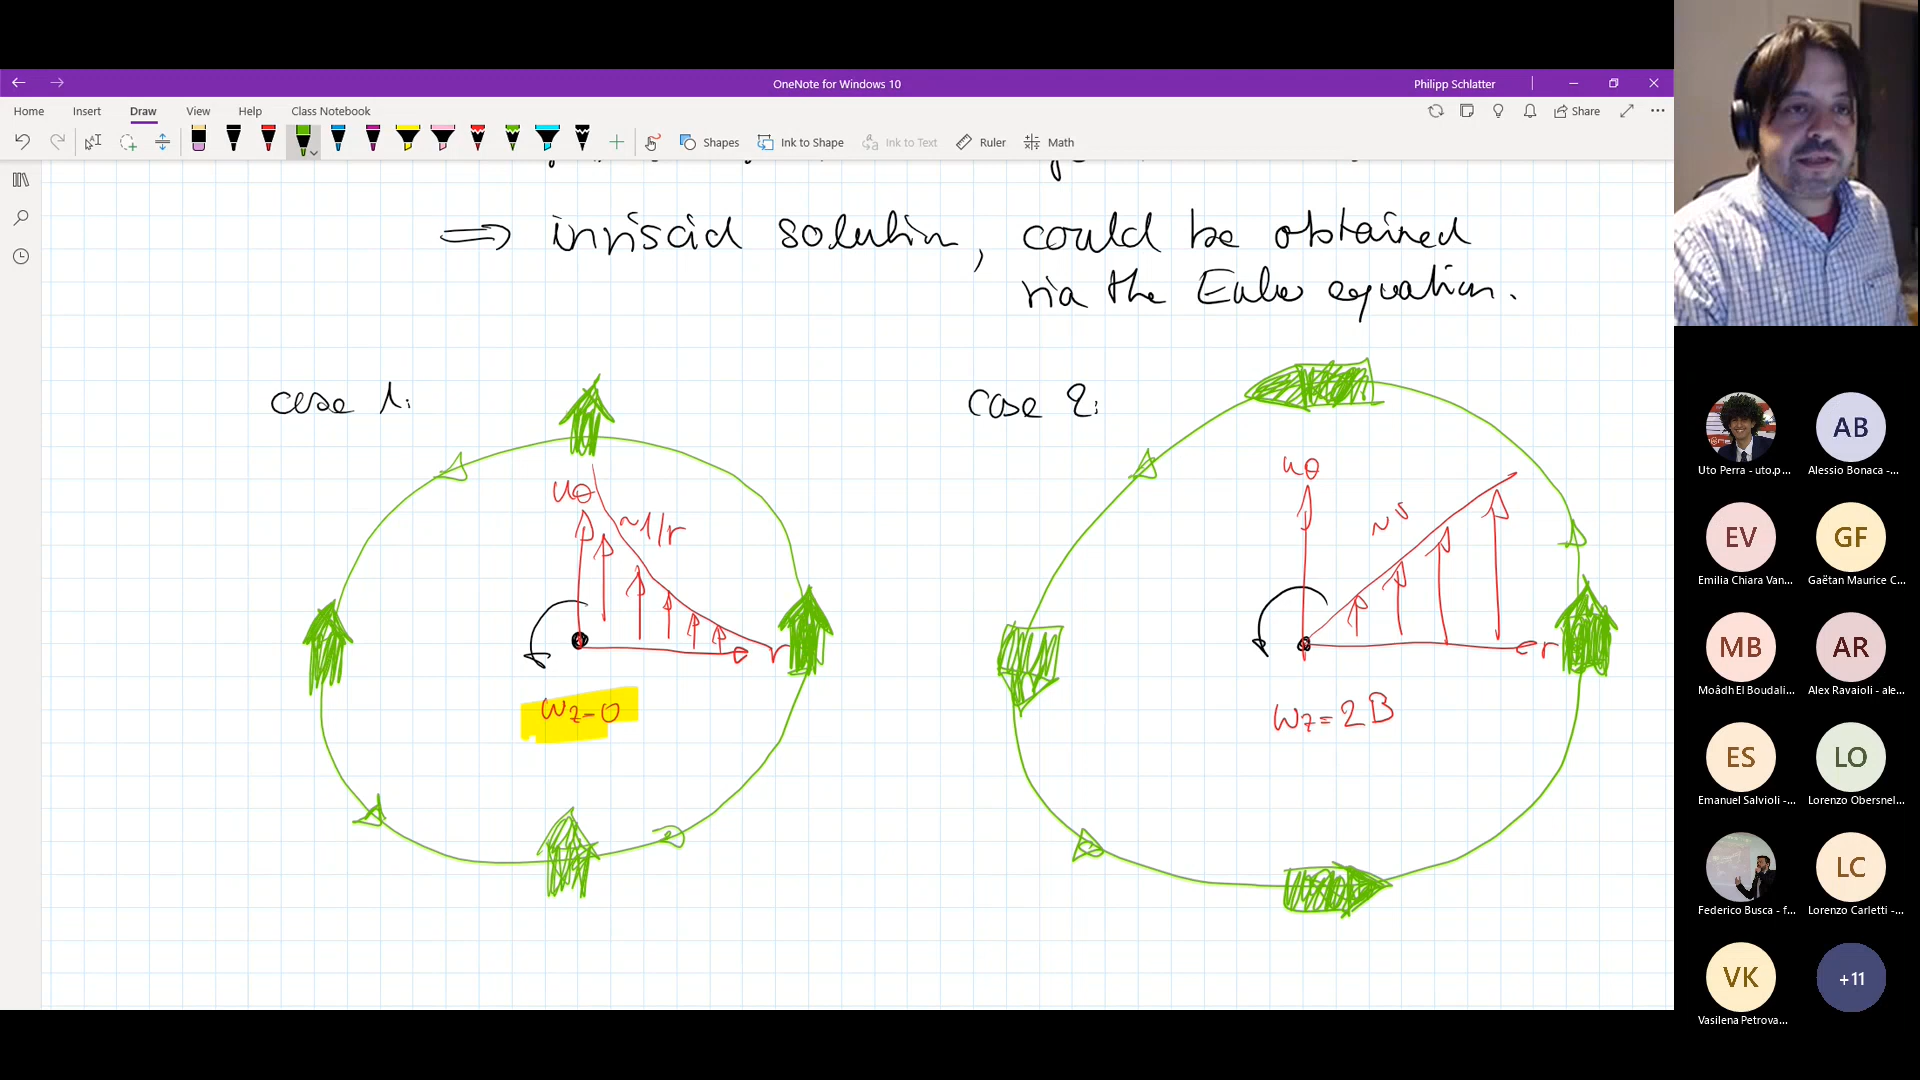 OneNote for Windows 10
Philipp Schlatter
Home Insert Draw View Help Class Notebook
Share
Shapes Ink to Shape Ink to Text Ruler Math
⇒ inviscid solution, could be obtained
via the Euler equation.
case 1:
case 2:
uθ
~1/r
r
ωz=0
uθ
~r
r
ωz=2B
AB
Uto Perra - uto.p...
Alessio Bonaca -...
EV
GF
Emilia Chiara Van...
Gaëtan Maurice C...
MB
AR
Moâdh El Boudali...
Alex Ravaioli - ale...
ES
LO
Emanuel Salvioli -...
Lorenzo Obersnel...
LC
Federico Busca - f...
Lorenzo Carletti -...
VK
+11
Vasilena Petrova...